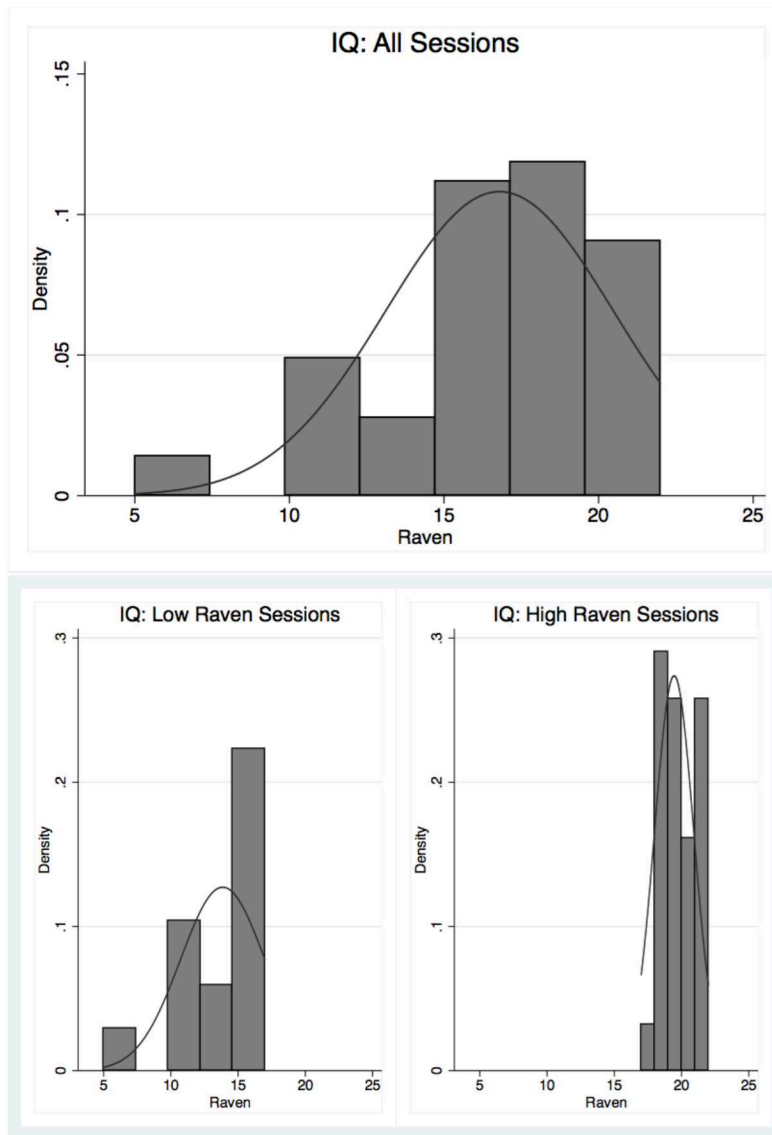 IQ: All Sessions
.15
.1
.05
0
Density
5 10 15 20 25
Raven
IQ: Low Raven Sessions
.3
.2
.1
0
Density
5 10 15 20 25
Raven
IQ: High Raven Sessions
.3
.2
.1
0
Density
5 10 15 20 25
Raven